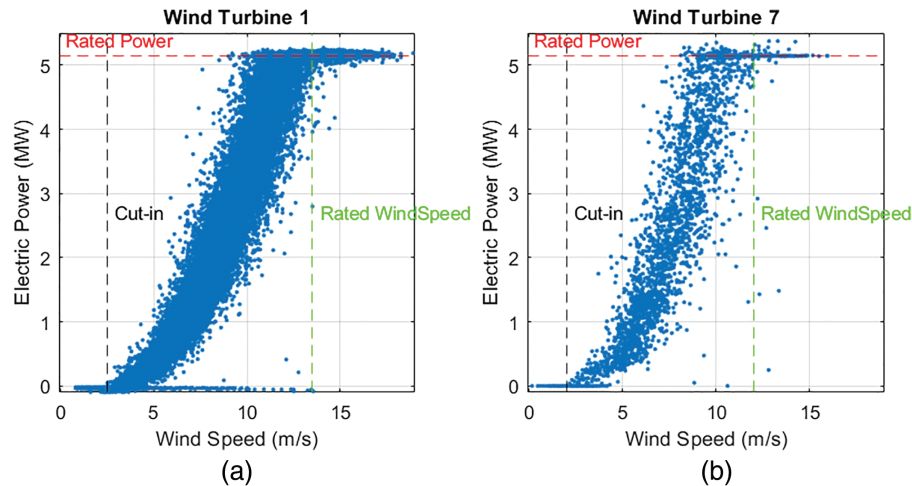 Wind Turbine 1
Rated Power
5
4
3
2
1
0
Electric Power (MW)
Cut-in
Rated WindSpeed
0 5 10 15
Wind Speed (m/s)
(a)
Wind Turbine 7
Rated Power
5
4
3
2
1
0
Electric Power (MW)
Cut-in
Rated WindSpeed
0 5 10 15
Wind Speed (m/s)
(b)